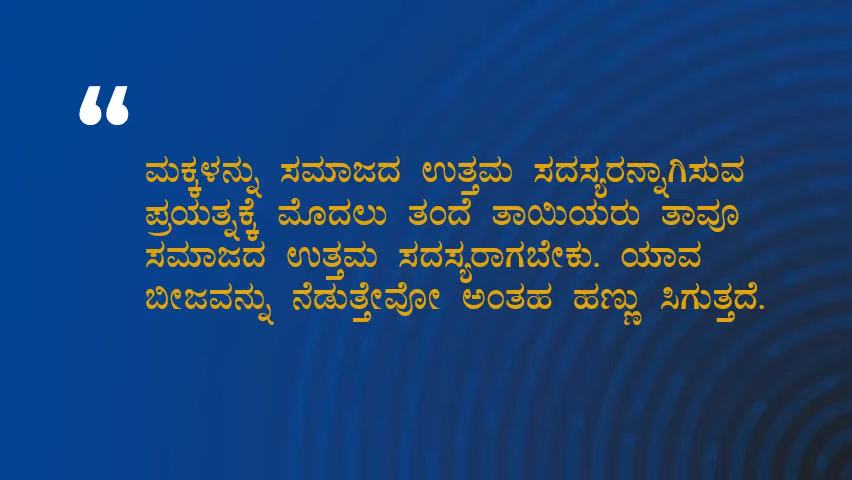 “
ಮಕ್ಕಳನ್ನು ಸಮಾಜದ ಉತ್ತಮ ಸದಸ್ಯರನ್ನಾಗಿಸುವ
ಪ್ರಯತ್ನಕ್ಕೆ ಮೊದಲು ತಂದೆ ತಾಯಿಯರು ತಾವೂ
ಸಮಾಜದ ಉತ್ತಮ ಸದಸ್ಯರಾಗಬೇಕು. ಯಾವ
ಬೀಜವನ್ನು ನೆಡುತ್ತೇವೋ ಅಂತಹ ಹಣ್ಣು ಸಿಗುತ್ತದೆ.